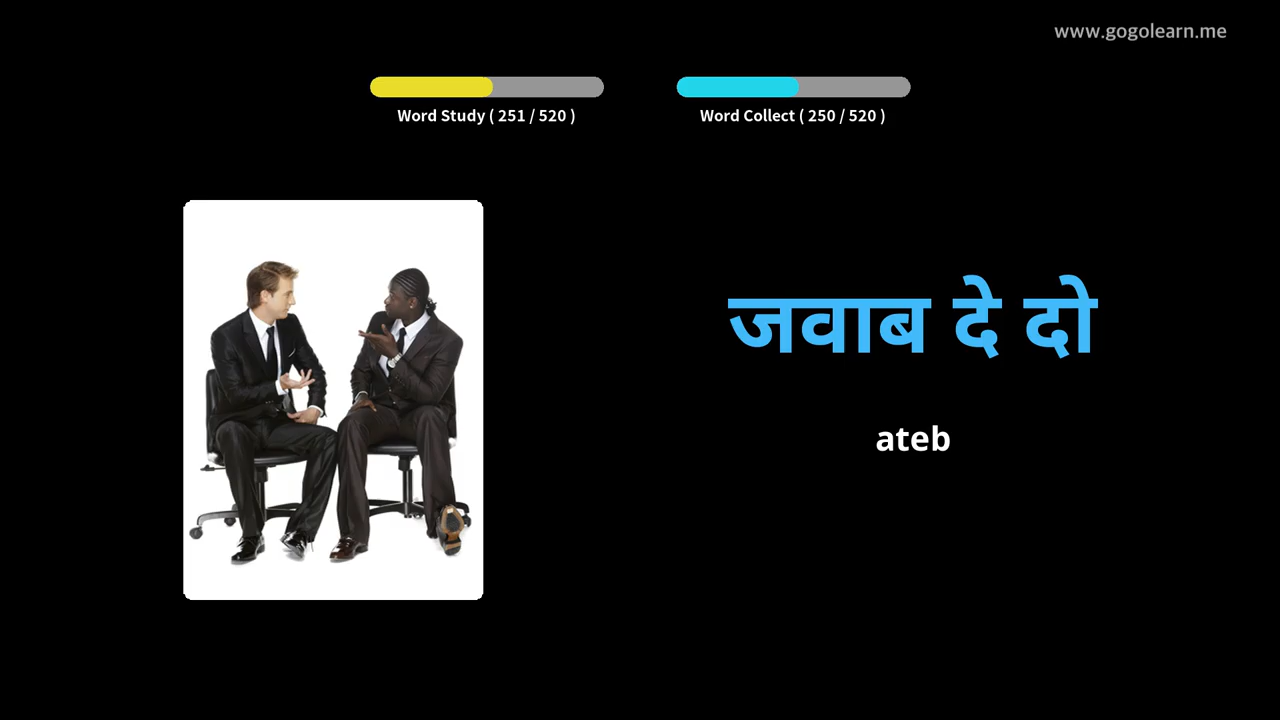 www.gogolearn.me
Word Study ( 251 / 520 )
Word Collect ( 250 / 520 )
जवाब दे दो
ateb